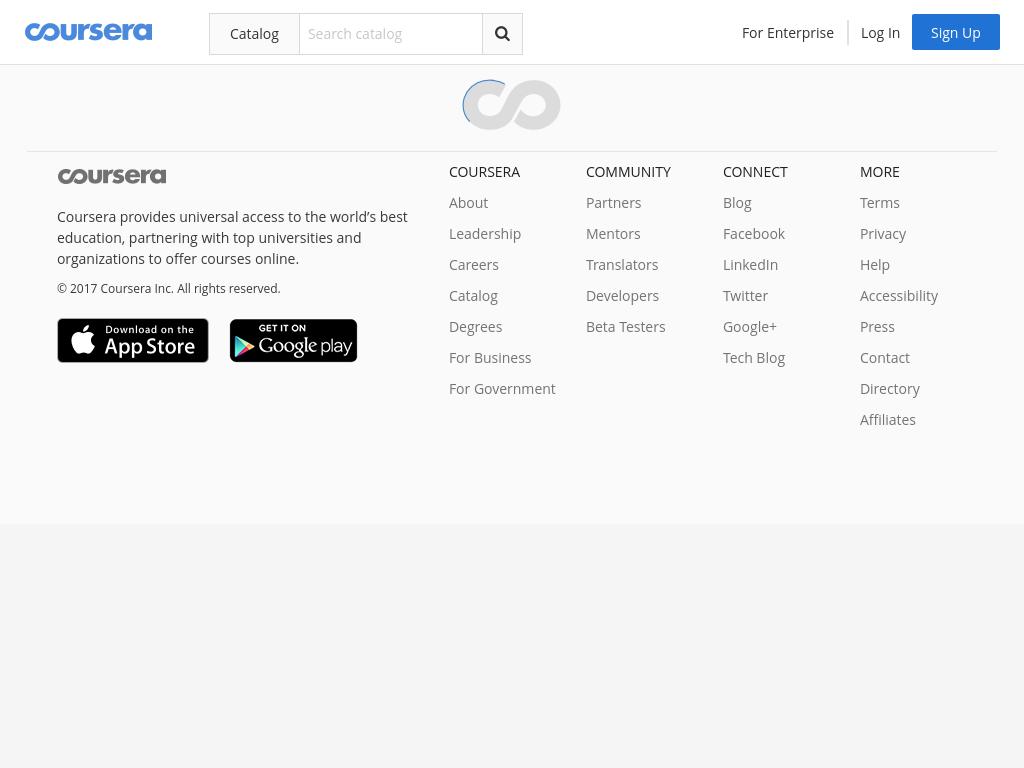 coursera
Catalog
Search catalog
For Enterprise
Log In
Sign Up
coursera
Coursera provides universal access to the world’s best
education, partnering with top universities and
organizations to offer courses online.
© 2017 Coursera Inc. All rights reserved.
Download on the
App Store
GET IT ON
Google play
COURSERA
About
Leadership
Careers
Catalog
Degrees
For Business
For Government
COMMUNITY
Partners
Mentors
Translators
Developers
Beta Testers
CONNECT
Blog
Facebook
LinkedIn
Twitter
Google+
Tech Blog
MORE
Terms
Privacy
Help
Accessibility
Press
Contact
Directory
Affiliates